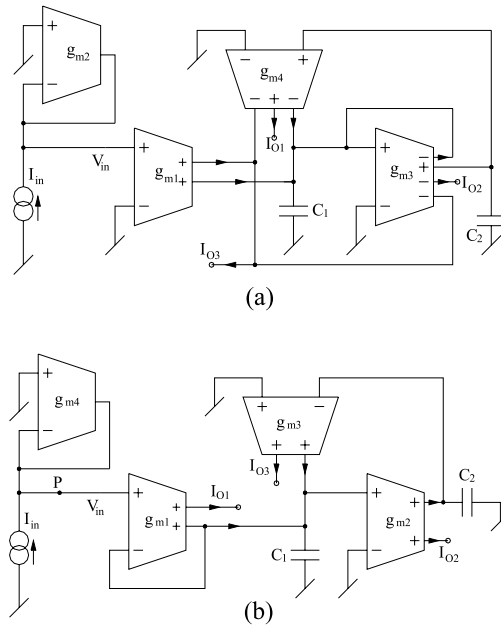 +
g_m2
−
− +
g_m4
− + −
I_O1
V_in
I_in
+
g_m1
+
+
−
C_1
+
g_m3
−
+
−
−
−
I_O2
C_2
I_O3
(a)
+
g_m4
−
+ −
g_m3
+ +
I_O3
P
V_in
I_in
+
g_m1
+
+
−
I_O1
C_1
+
g_m2
+
+
−
C_2
I_O2
(b)